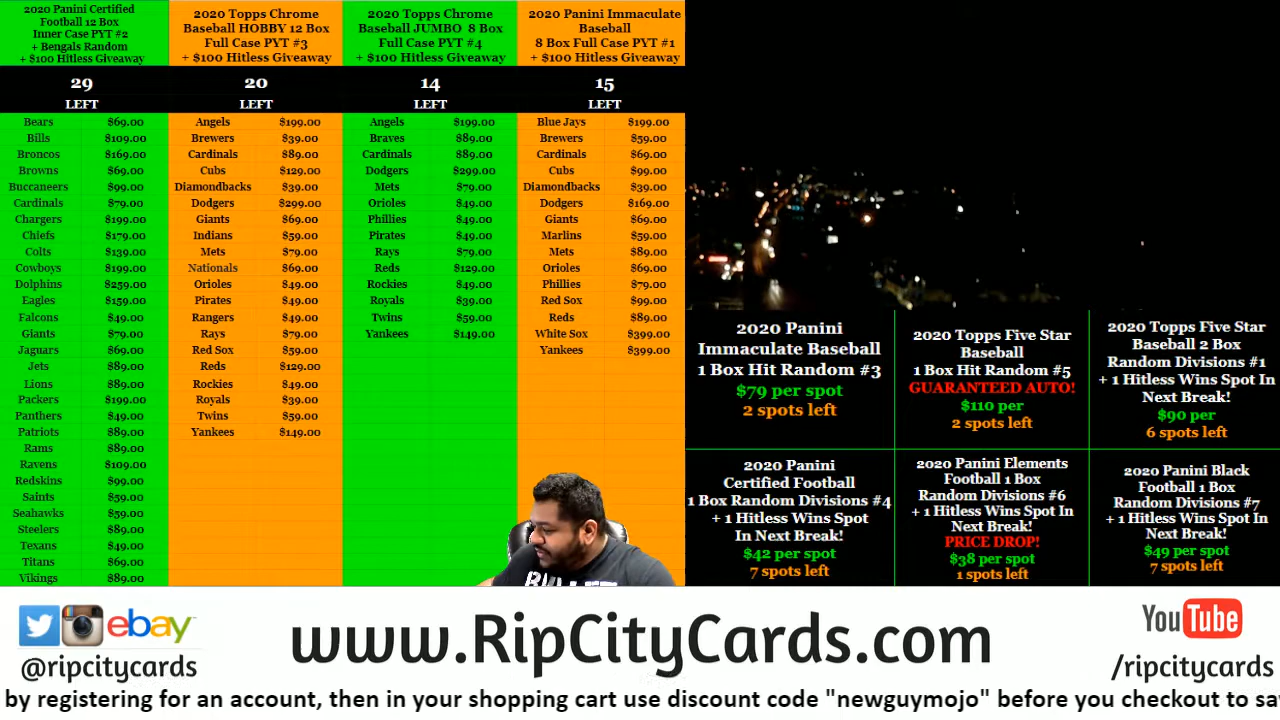 2020 Panini Certified
Football 12 Box
Inner Case PYT #2
+ Bengals Random
+ $100 Hitless Giveaway
29
LEFT
Bears $69.00
Bills $109.00
Broncos $169.00
Browns $69.00
Buccaneers $99.00
Cardinals $79.00
Chargers $199.00
Chiefs $179.00
Colts $139.00
Cowboys $199.00
Dolphins $259.00
Eagles $159.00
Falcons $49.00
Giants $79.00
Jaguars $69.00
Jets $89.00
Lions $89.00
Packers $199.00
Panthers $49.00
Patriots $89.00
Rams $89.00
Ravens $109.00
Redskins $99.00
Saints $59.00
Seahawks $59.00
Steelers $89.00
Texans $49.00
Titans $69.00
Vikings $89.00
2020 Topps Chrome
Baseball HOBBY 12 Box
Full Case PYT #3
+ $100 Hitless Giveaway
20
LEFT
Angels $199.00
Brewers $39.00
Cardinals $89.00
Cubs $129.00
Diamondbacks $39.00
Dodgers $299.00
Giants $69.00
Indians $59.00
Mets $79.00
Nationals $69.00
Orioles $49.00
Pirates $49.00
Rangers $49.00
Rays $79.00
Red Sox $59.00
Reds $129.00
Rockies $49.00
Royals $39.00
Twins $59.00
Yankees $149.00
2020 Topps Chrome
Baseball JUMBO 8 Box
Full Case PYT #4
+ $100 Hitless Giveaway
14
LEFT
Angels $199.00
Braves $89.00
Cardinals $89.00
Dodgers $299.00
Mets $79.00
Orioles $49.00
Phillies $49.00
Pirates $49.00
Rays $79.00
Reds $129.00
Rockies $49.00
Royals $39.00
Twins $59.00
Yankees $149.00
2020 Panini Immaculate
Baseball
8 Box Full Case PYT #1
+ $100 Hitless Giveaway
15
LEFT
Blue Jays $199.00
Brewers $59.00
Cardinals $69.00
Cubs $99.00
Diamondbacks $39.00
Dodgers $169.00
Giants $69.00
Marlins $59.00
Mets $89.00
Orioles $69.00
Phillies $79.00
Red Sox $99.00
Reds $89.00
White Sox $399.00
Yankees $399.00
2020 Panini
Immaculate Baseball
1 Box Hit Random #3
$79 per spot
2 spots left
2020 Topps Five Star
Baseball
1 Box Hit Random #5
GUARANTEED AUTO!
$110 per
2 spots left
2020 Topps Five Star
Baseball 2 Box
Random Divisions #1
+ 1 Hitless Wins Spot In
Next Break!
$90 per
6 spots left
2020 Panini
Certified Football
1 Box Random Divisions #4
+ 1 Hitless Wins Spot
In Next Break!
$42 per spot
7 spots left
2020 Panini Elements
Football 1 Box
Random Divisions #6
+ 1 Hitless Wins Spot In
Next Break!
PRICE DROP!
$38 per spot
1 spots left
2020 Panini Black
Football 1 Box
Random Divisions #7
+ 1 Hitless Wins Spot In
Next Break!
$49 per spot
7 spots left
ebay
@ripcitycards
www.RipCityCards.com
YouTube
/ripcitycards
by registering for an account, then in your shopping cart use discount code "newguymojo" before you checkout to